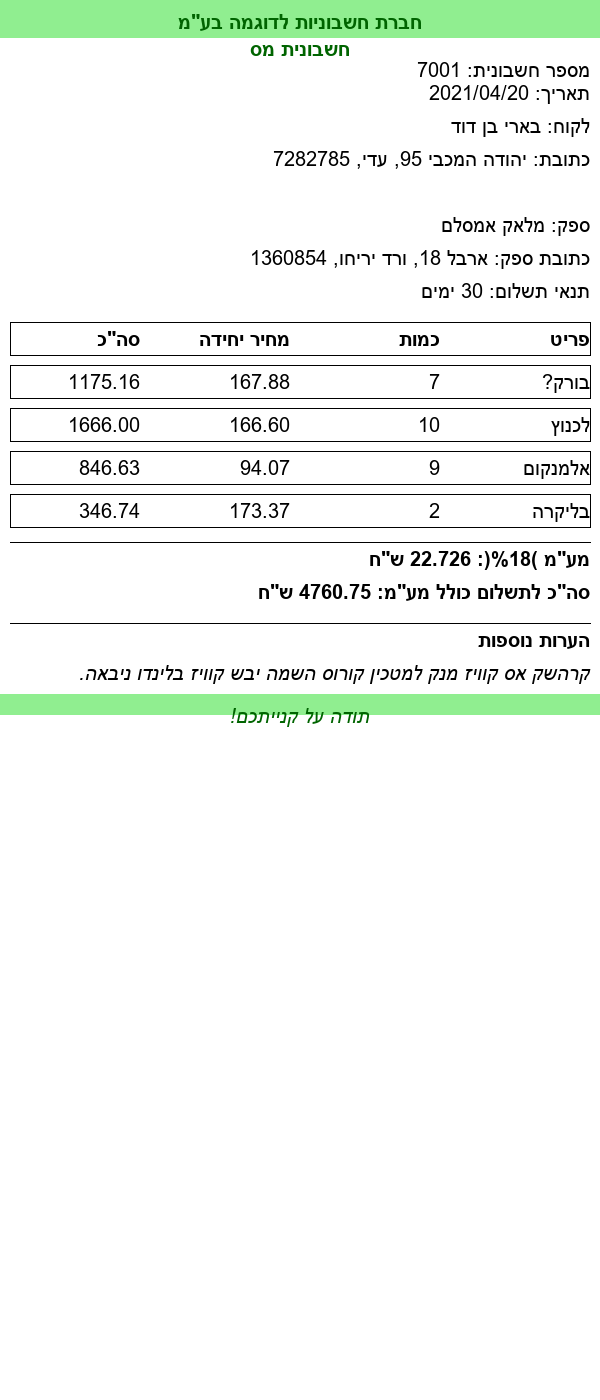 חברת חשבוניות לדוגמה בע"מ
חשבונית מס
מספר חשבונית: 7001
תאריך: 2021/04/20
לקוח: בארי בן דוד
כתובת: יהודה המכבי 95, עדי, 7282785
ספק: מלאק אמסלם
כתובת ספק: ארבל 18, ורד יריחו, 1360854
תנאי תשלום: 30 ימים
פריט כמות מחיר יחידה סה"כ
בורק? 7 167.88 1175.16
לכנוץ 10 166.60 1666.00
אלמנקום 9 94.07 846.63
בליקרה 2 173.37 346.74
מע"מ )18%(: 22.726 ש"ח
סה"כ לתשלום כולל מע"מ: 4760.75 ש"ח
הערות נוספות
קרהשק אס קוויז מנק למטכין קורוס השמה יבש קוויז בלינדו ניבאה.
תודה על קנייתכם!